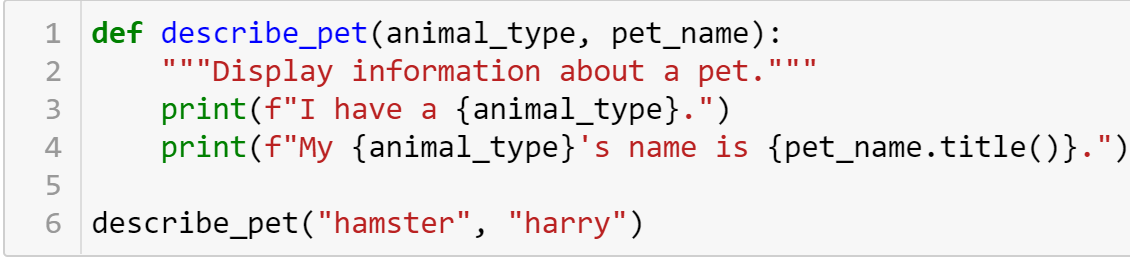 1 def describe_pet(animal_type, pet_name):
2     """Display information about a pet."""
3     print(f"I have a {animal_type}.")
4     print(f"My {animal_type}'s name is {pet_name.title()}.")
5
6 describe_pet("hamster", "harry")